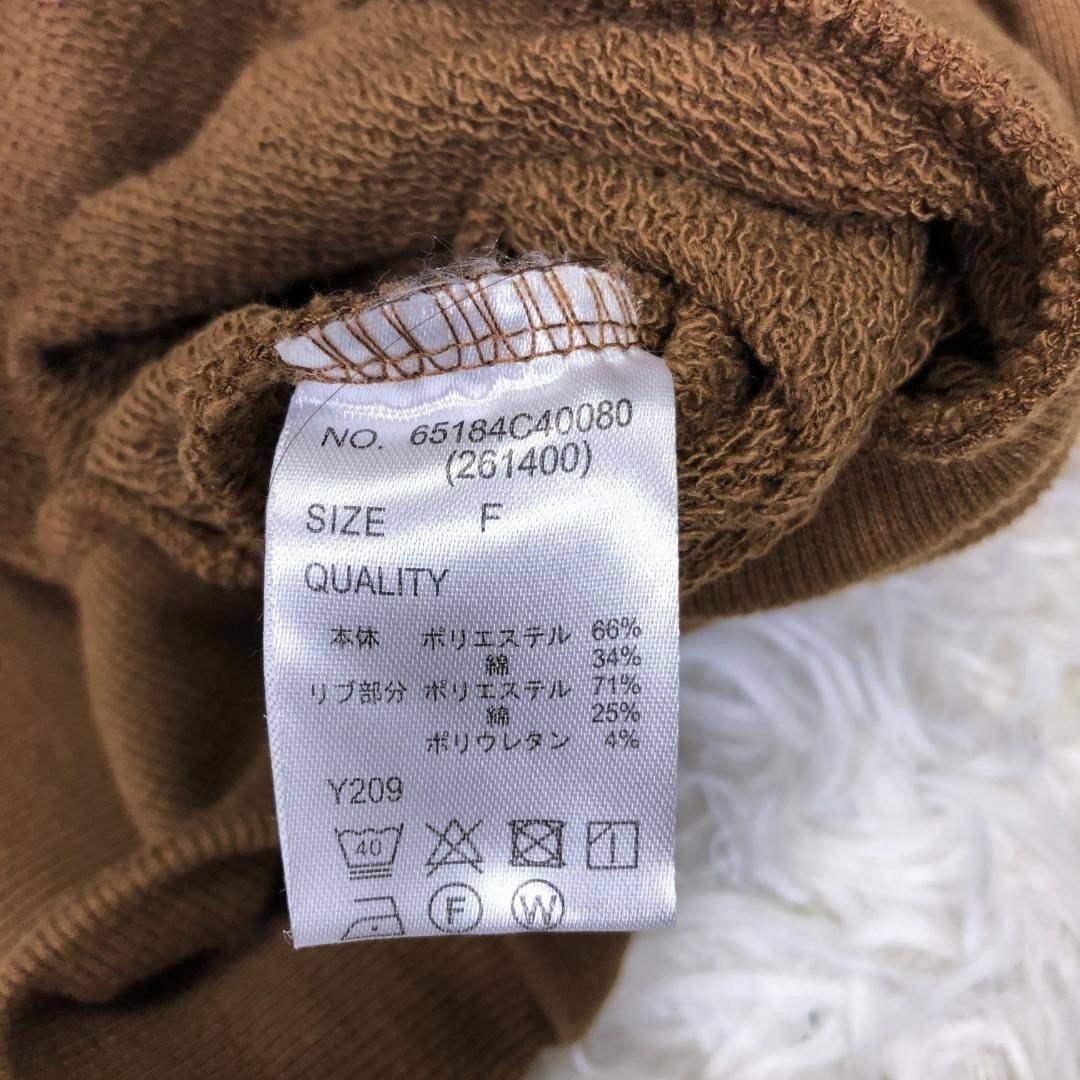 NO. 65184C40080
(261400)
SIZE F
QUALITY
本体 ポリエステル 66%
綿 34%
リブ部分 ポリエステル 71%
綿 25%
ポリウレタン 4%
Y209
40
F W